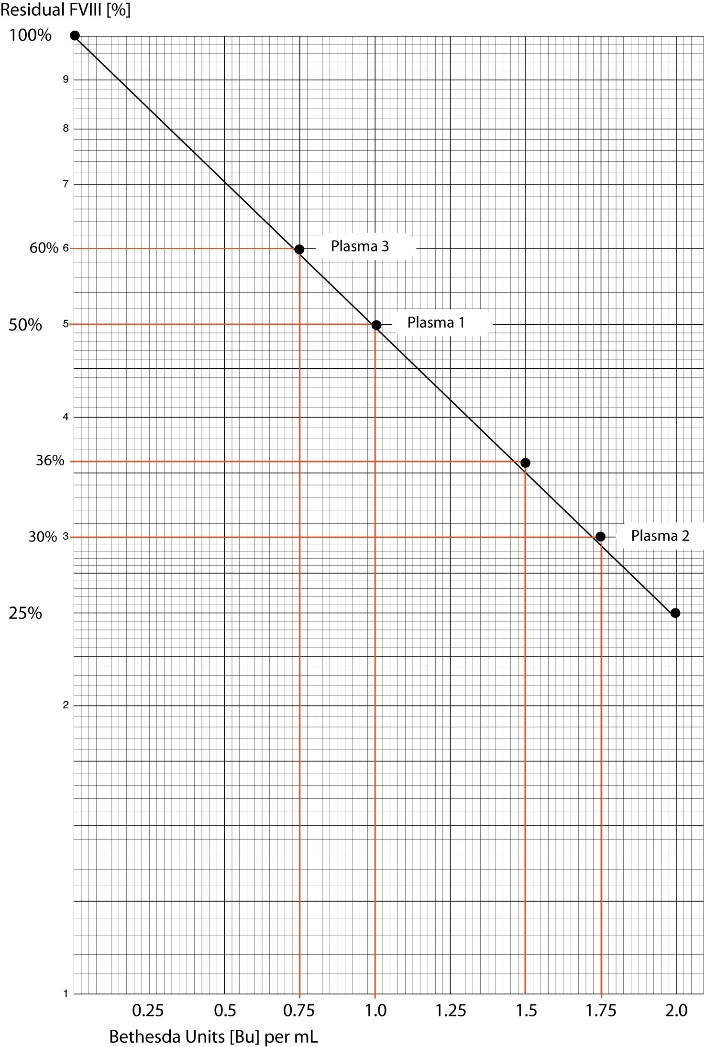 Residual FVIII [%]
100%
9
8
7
60% 6 Plasma 3
50% 5 Plasma 1
4
36%
30% 3 Plasma 2
25%
2
1
0.25 0.5 0.75 1.0 1.25 1.5 1.75 2.0
Bethesda Units [Bu] per mL